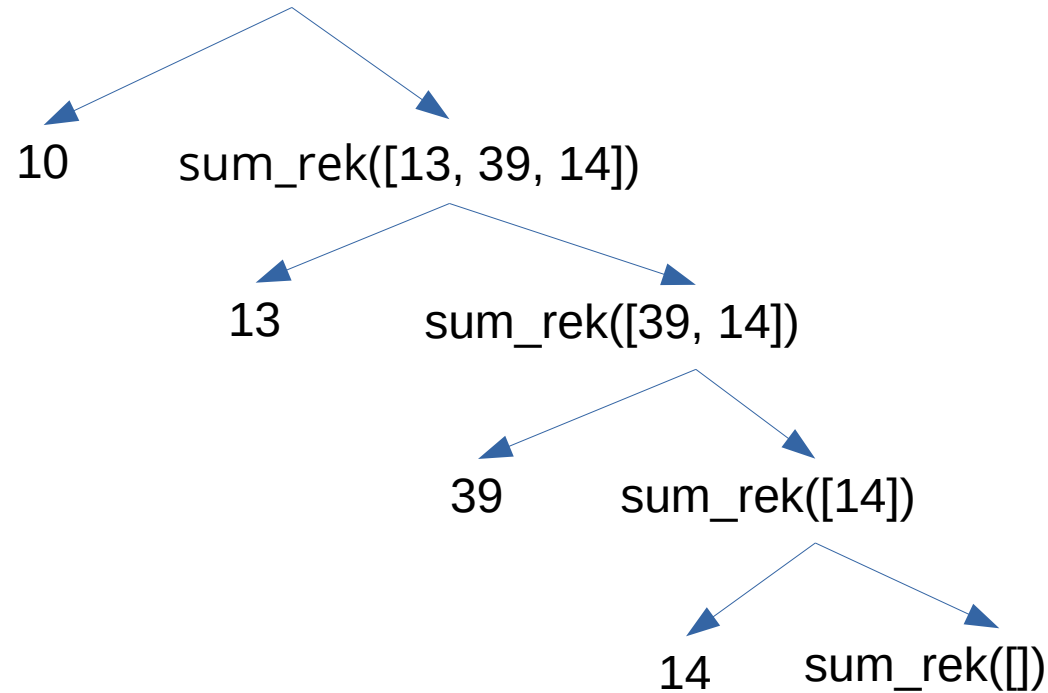 10 sum_rek([13, 39, 14])
13 sum_rek([39, 14])
39 sum_rek([14])
14 sum_rek([])